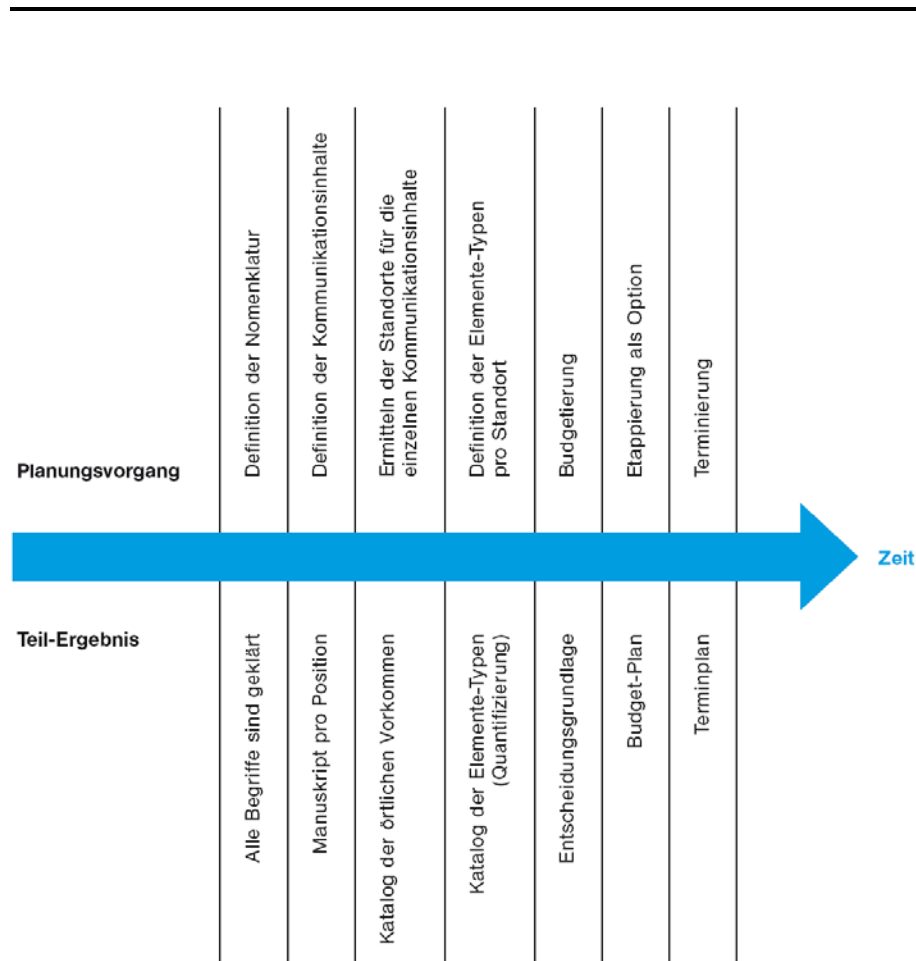 Planungsvorgang
Definition der Nomenklatur
Definition der Kommunikationsinhalte
Ermitteln der Standorte für die
einzelnen Kommunikationsinhalte
Definition der Elemente-Typen
pro Standort
Budgetierung
Etappierung als Option
Terminierung
Zeit
Teil-Ergebnis
Alle Begriffe sind geklärt
Manuskript pro Position
Katalog der örtlichen Vorkommen
Katalog der Elemente-Typen
(Quantifizierung)
Entscheidungsgrundlage
Budget-Plan
Terminplan